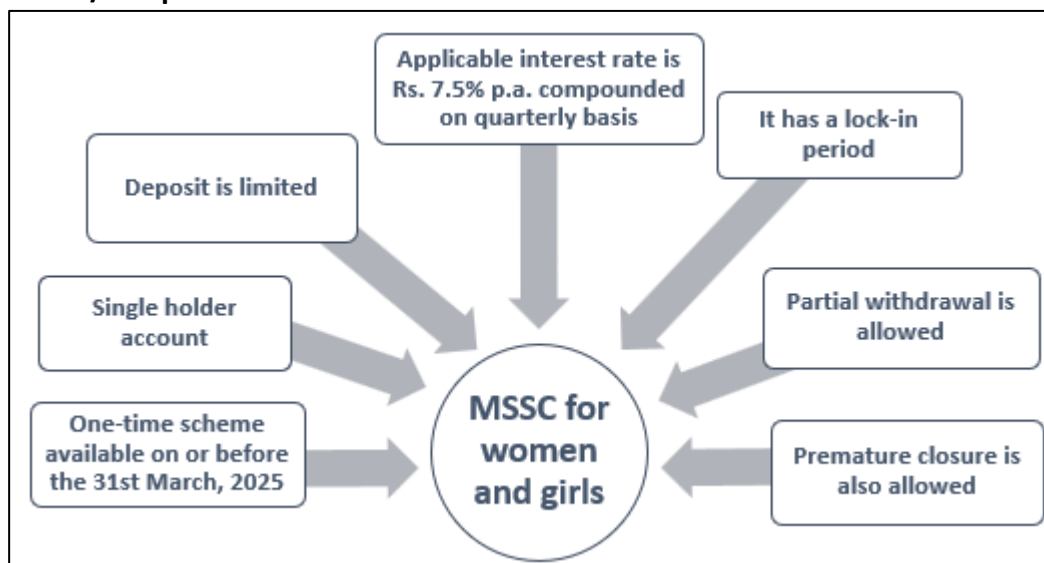 Applicable interest rate is
Rs. 7.5% p.a. compounded
on quarterly basis
It has a lock-in
period
Deposit is limited
Single holder
account
Partial withdrawal is
allowed
One-time scheme
available on or before
the 31st March, 2025
MSSC for
women
and girls
Premature closure is
also allowed